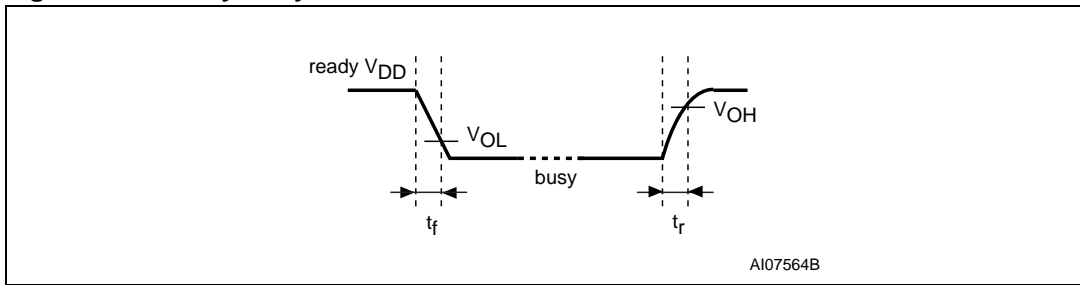 ready VDD
VOL
VOH
busy
tf
tr
AI07564B